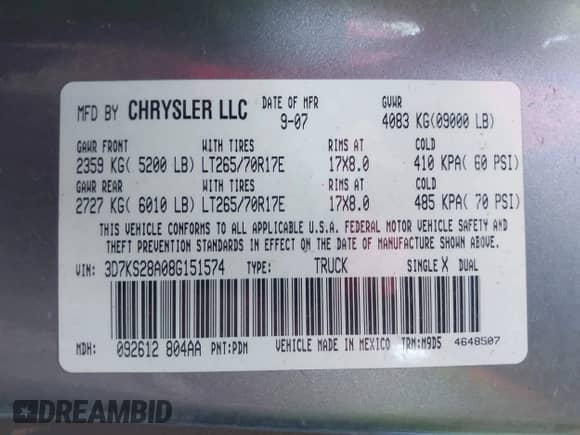 MFD BY CHRYSLER LLC DATE OF MFR GVWR
9-07 4083 KG(09000 LB)
GAWR FRONT WITH TIRES RIMS AT COLD
2359 KG( 5200 LB) LT265/70R17E 17X8.0 410 KPA( 60 PSI)
GAWR REAR WITH TIRES RIMS AT COLD
2727 KG( 6010 LB) LT265/70R17E 17X8.0 485 KPA( 70 PSI)
THIS VEHICLE CONFORMS TO ALL APPLICABLE U.S.A. FEDERAL MOTOR VEHICLE SAFETY AND
THEFT PREVENTION STANDARDS IN EFFECT ON THE DATE OF MANUFACTURE SHOWN ABOVE.
VIN: 3D7KS28A08G151574 TYPE: TRUCK SINGLE X DUAL
MDH: 092612 804AA PNT:PDM VEHICLE MADE IN MEXICO TRM:M9D5 4648507
DREAMBID